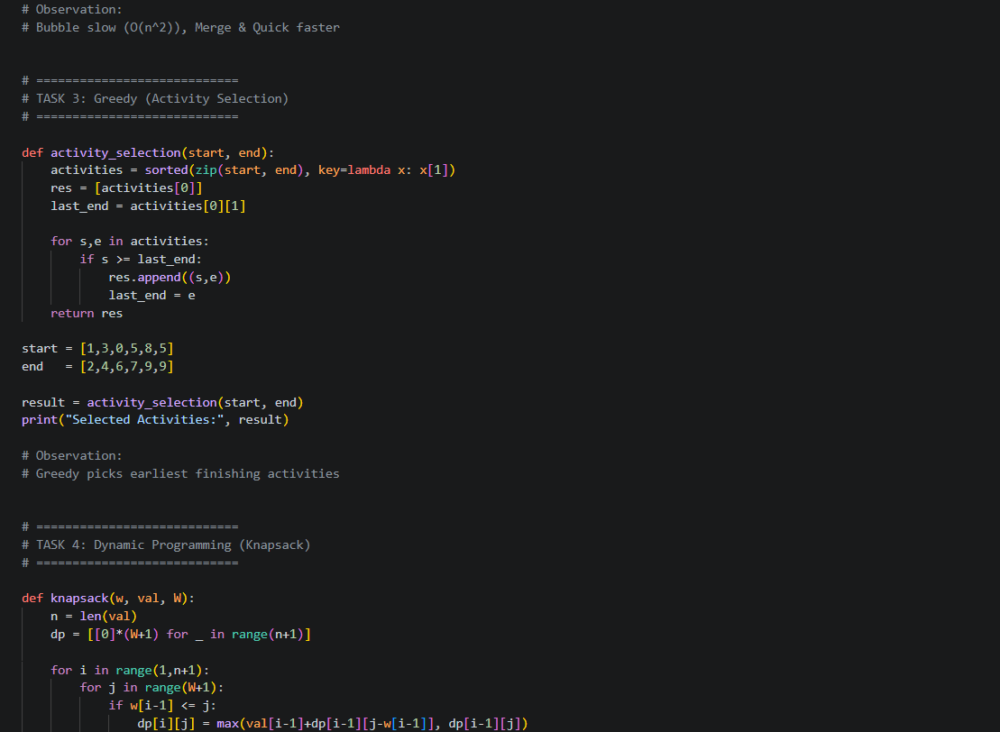 # Observation:
# Bubble slow (O(n^2)), Merge & Quick faster
# ============================
# TASK 3: Greedy (Activity Selection)
# ============================
def activity_selection(start, end):
    activities = sorted(zip(start, end), key=lambda x: x[1])
    res = [activities[0]]
    last_end = activities[0][1]
    for s,e in activities:
        if s >= last_end:
            res.append((s,e))
            last_end = e
    return res
start = [1,3,0,5,8,5]
end   = [2,4,6,7,9,9]
result = activity_selection(start, end)
print("Selected Activities:", result)
# Observation:
# Greedy picks earliest finishing activities
# ============================
# TASK 4: Dynamic Programming (Knapsack)
# ============================
def knapsack(w, val, W):
    n = len(val)
    dp = [[0]*(W+1) for _ in range(n+1)]
    for i in range(1,n+1):
        for j in range(W+1):
            if w[i-1] <= j:
                dp[i][j] = max(val[i-1]+dp[i-1][j-w[i-1]], dp[i-1][j])